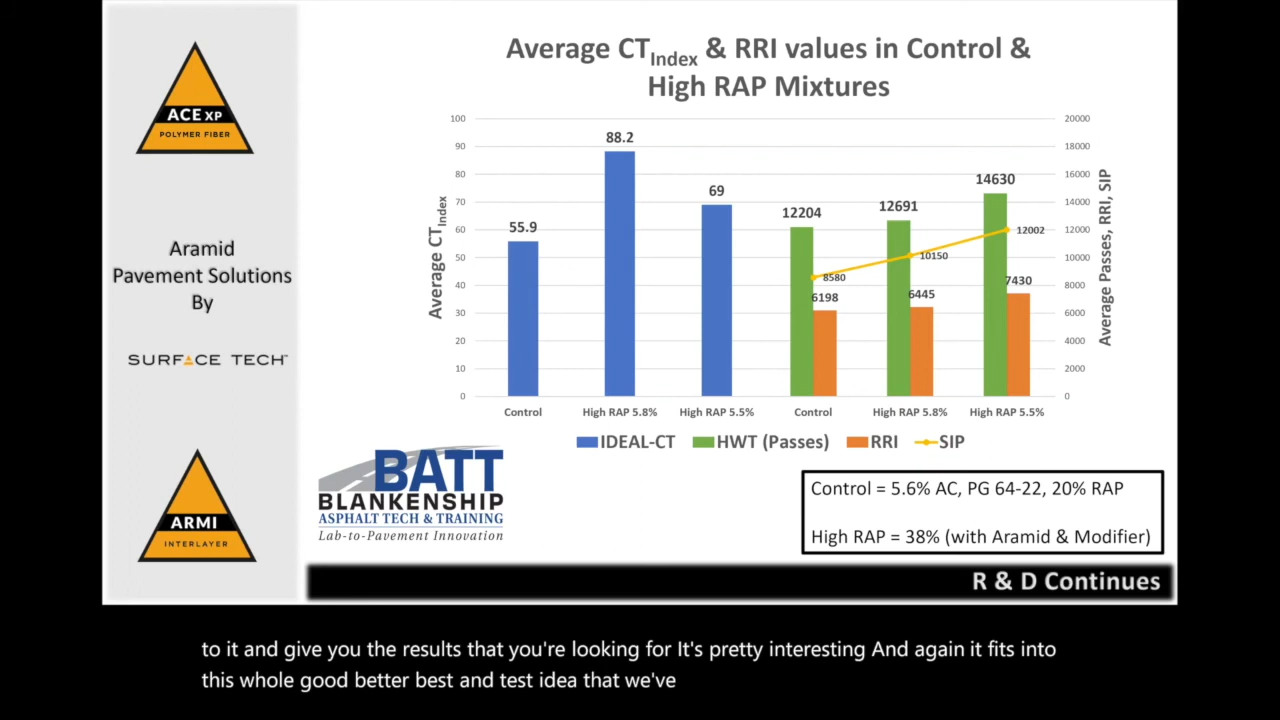 ACE XP
POLYMER FIBER
Aramid
Pavement Solutions
By
SURFACE TECH
ARMI
INTERLAYER
Average CTIndex & RRI values in Control &
High RAP Mixtures
Average CTIndex
100
90
80
70
60
50
40
30
20
10
0
55.9
88.2
69
12204
12691
14630
8580
10150
12002
6198
6445
7430
20000
18000
16000
14000
12000
10000
8000
6000
4000
2000
0
Average Passes, RRI, SIP
Control High RAP 5.8% High RAP 5.5% Control High RAP 5.8% High RAP 5.5%
IDEAL-CT HWT (Passes) RRI SIP
BATT
BLANKENSHIP
ASPHALT TECH & TRAINING
Lab-to-Pavement Innovation
Control = 5.6% AC, PG 64-22, 20% RAP
High RAP = 38% (with Aramid & Modifier)
R & D Continues
to it and give you the results that you're looking for It's pretty interesting And again it fits into
this whole good better best and test idea that we've